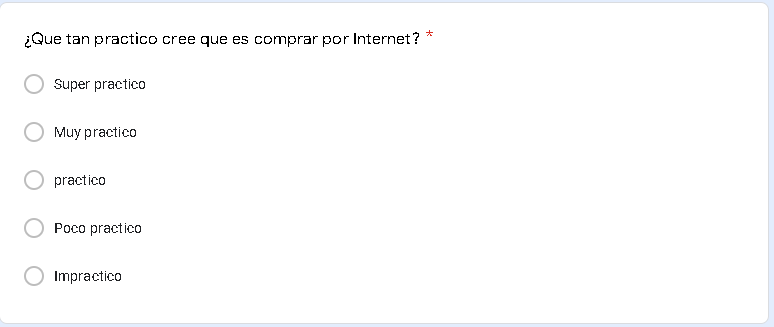 ¿Que tan practico cree que es comprar por Internet? *
Super practico
Muy practico
practico
Poco practico
Impractico